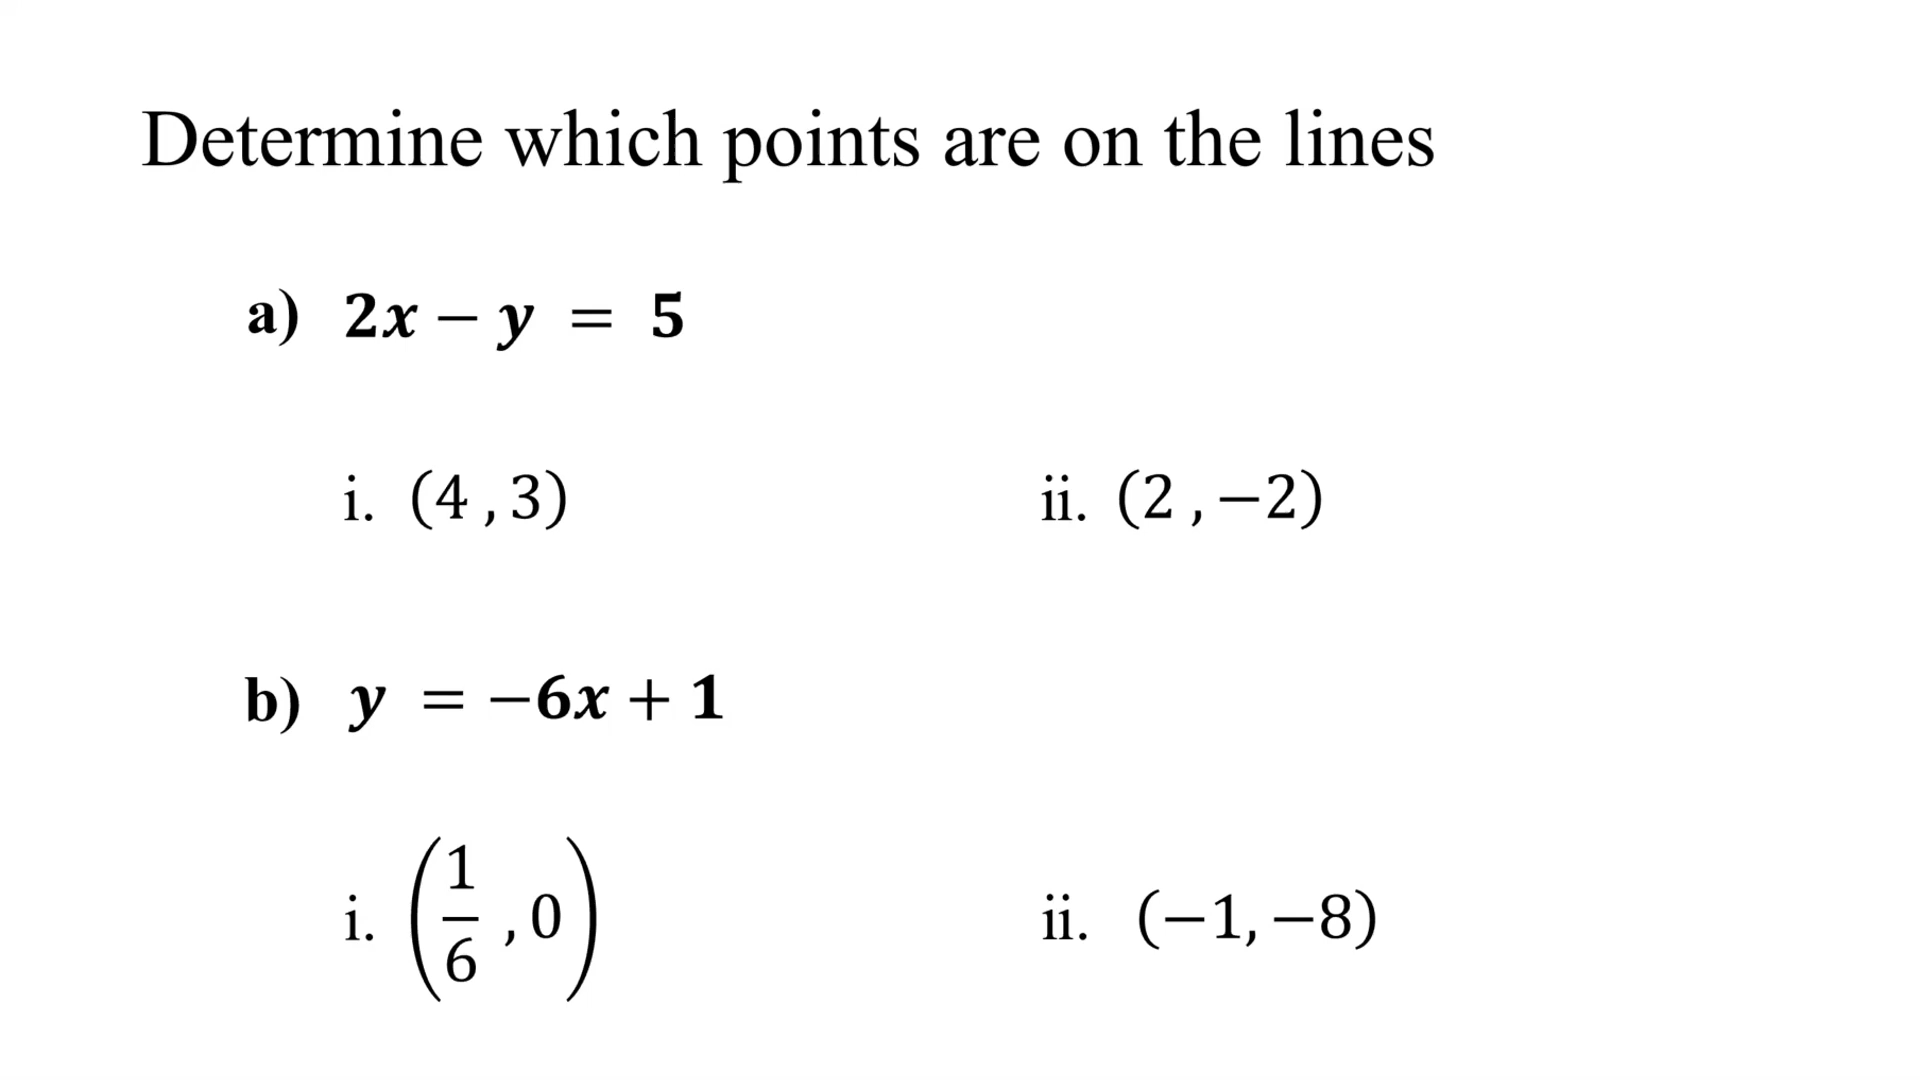 Determine which points are on the lines
a) 2x − y = 5
i. (4 , 3) ii. (2 , −2)
b) y = −6x + 1
i. (1/6 , 0) ii. (−1, −8)